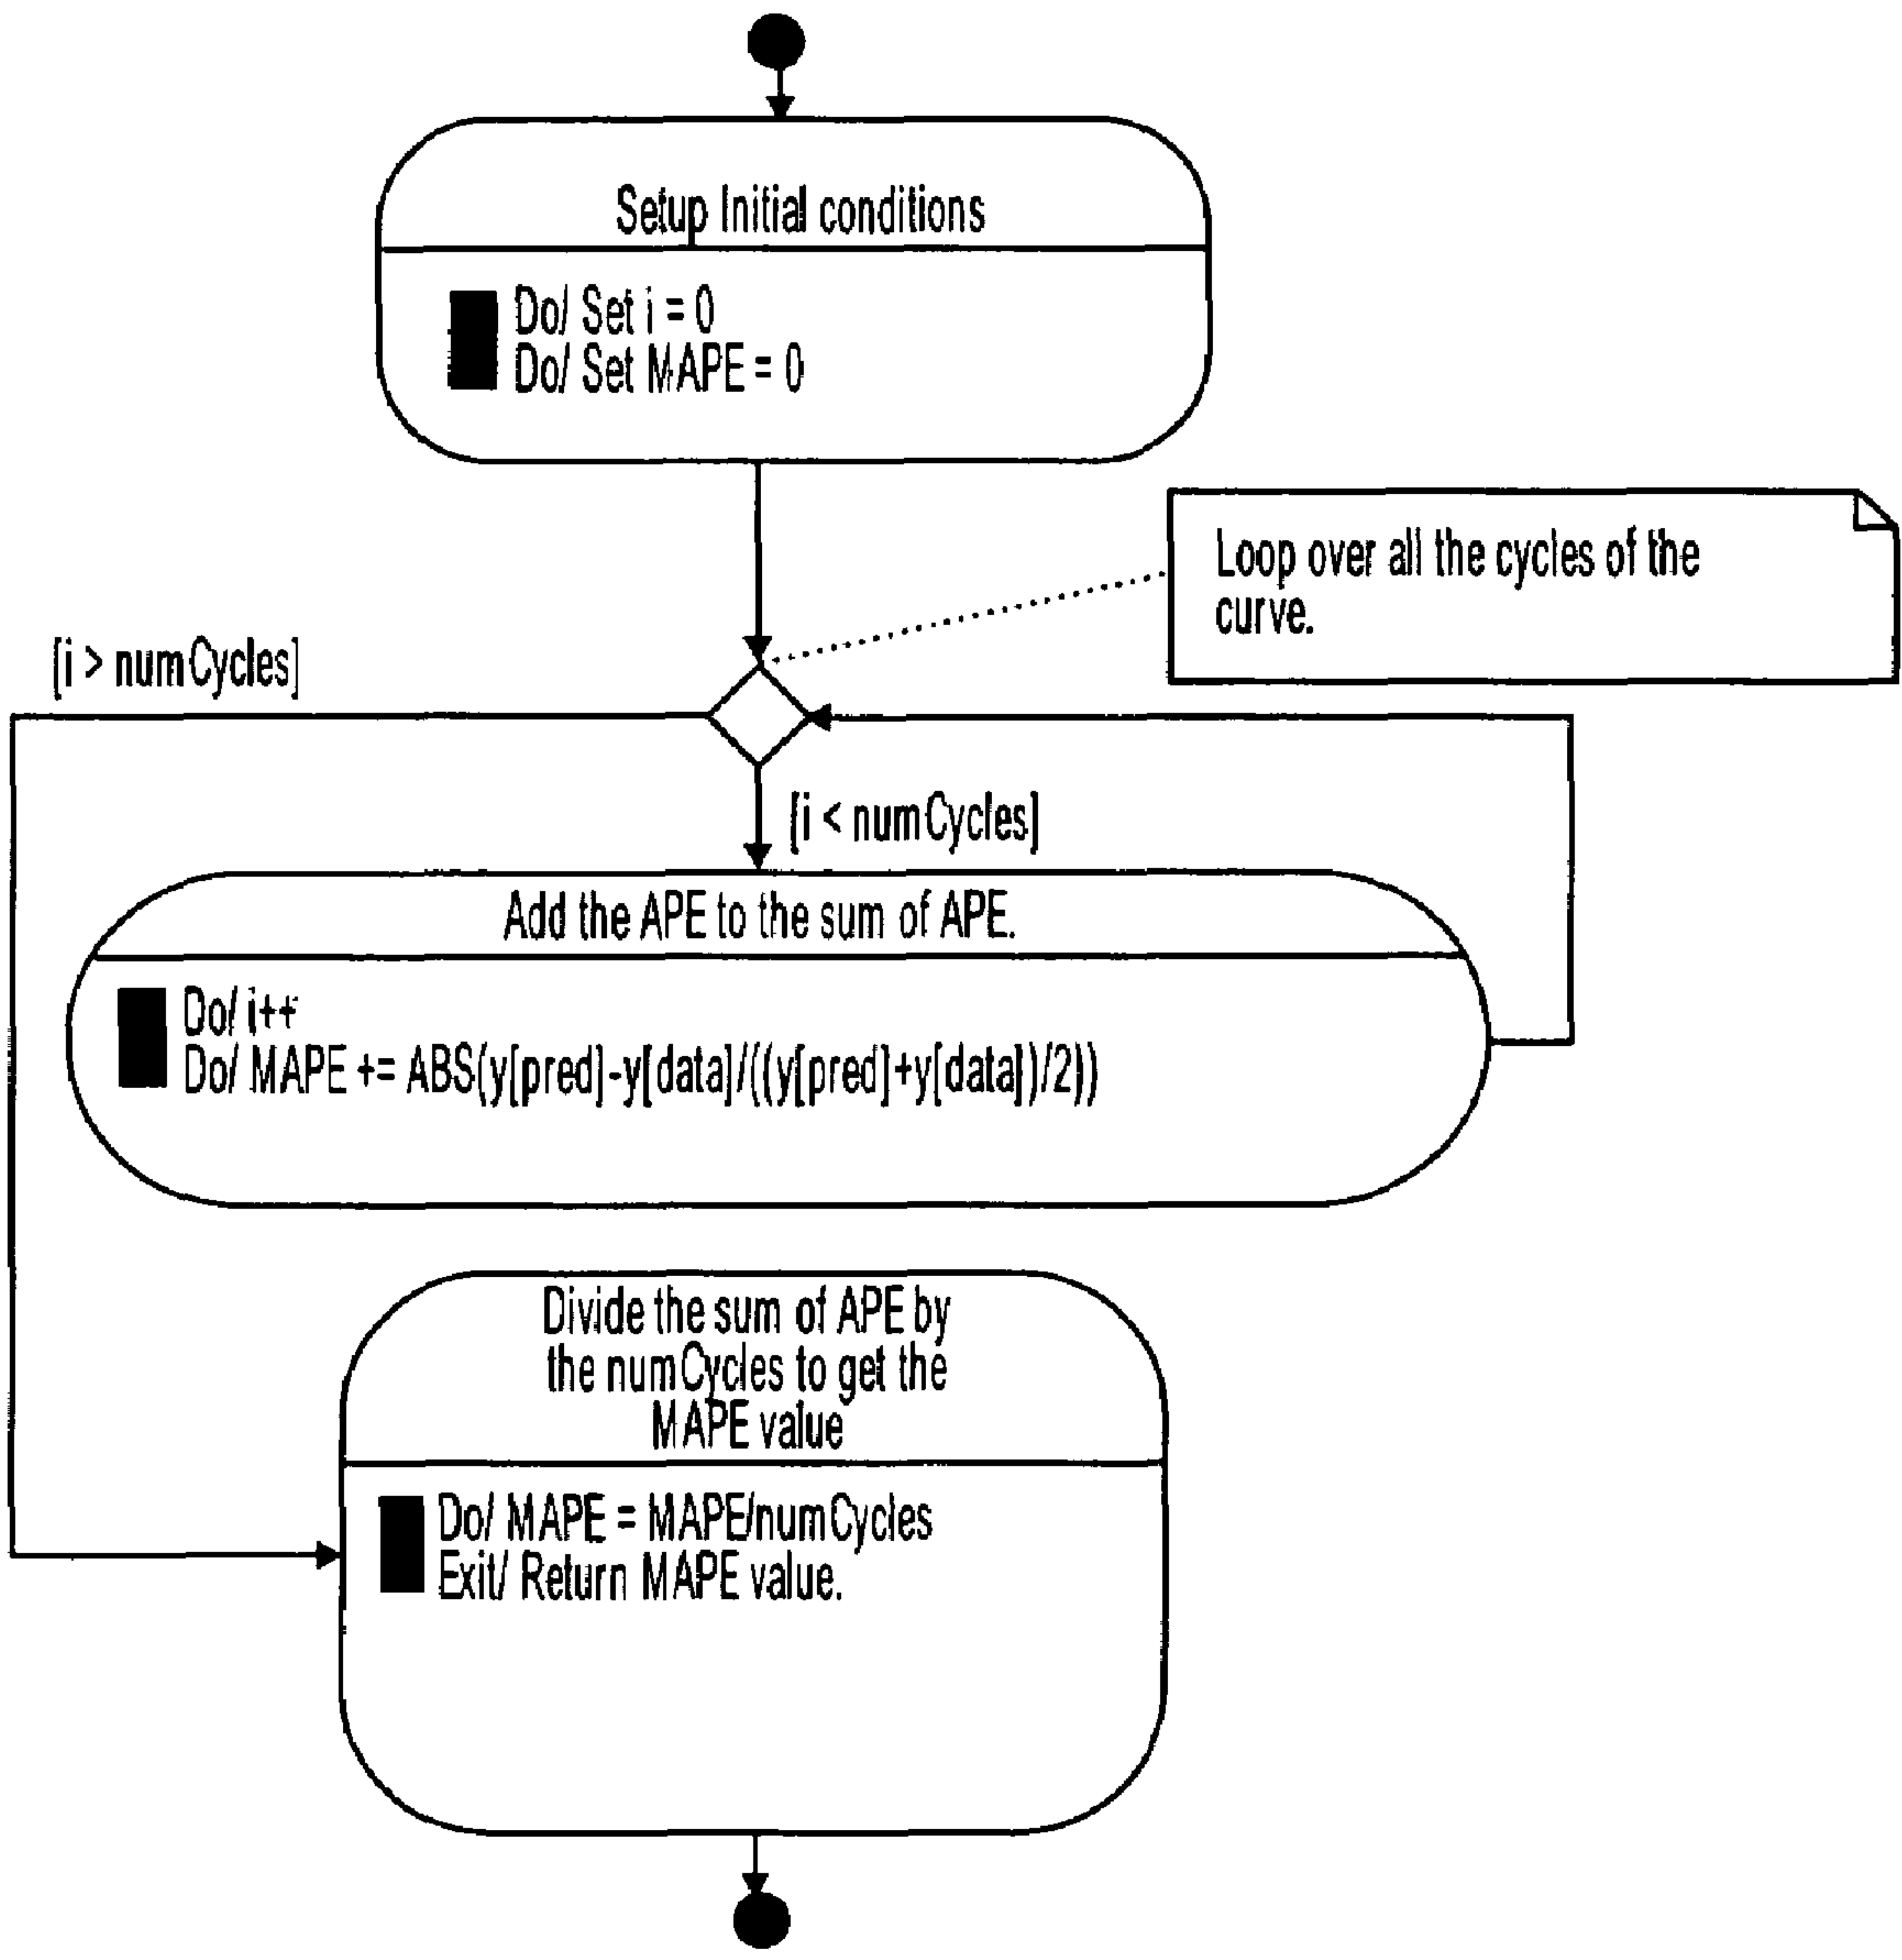 Setup Initial conditions
Do/ Set i = 0
Do/ Set MAPE = 0
Loop over all the cycles of the
curve.
[i > numCycles]
[i < numCycles]
Add the APE to the sum of APE.
Do/ i++
Do/ MAPE += ABS(y[pred]-y[data]/((y[pred]+y[data])/2))
Divide the sum of APE by
the numCycles to get the
MAPE value
Do/ MAPE = MAPE/numCycles
Exit/ Return MAPE value.